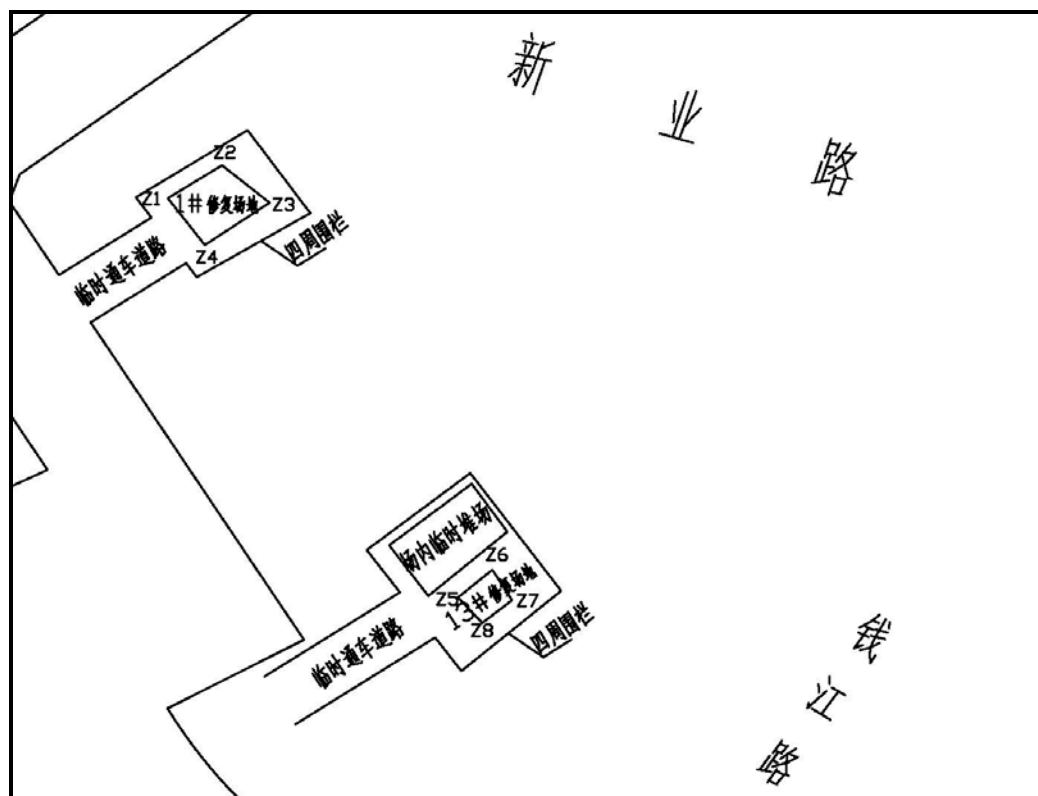 新业路
Z2
Z1
1#修复场地
Z3
四周围栏
Z4
临时通车道路
场内临时堆场
Z6
Z5
13#修复场地
Z7
Z8
四周围栏
临时通车道路
钱江路